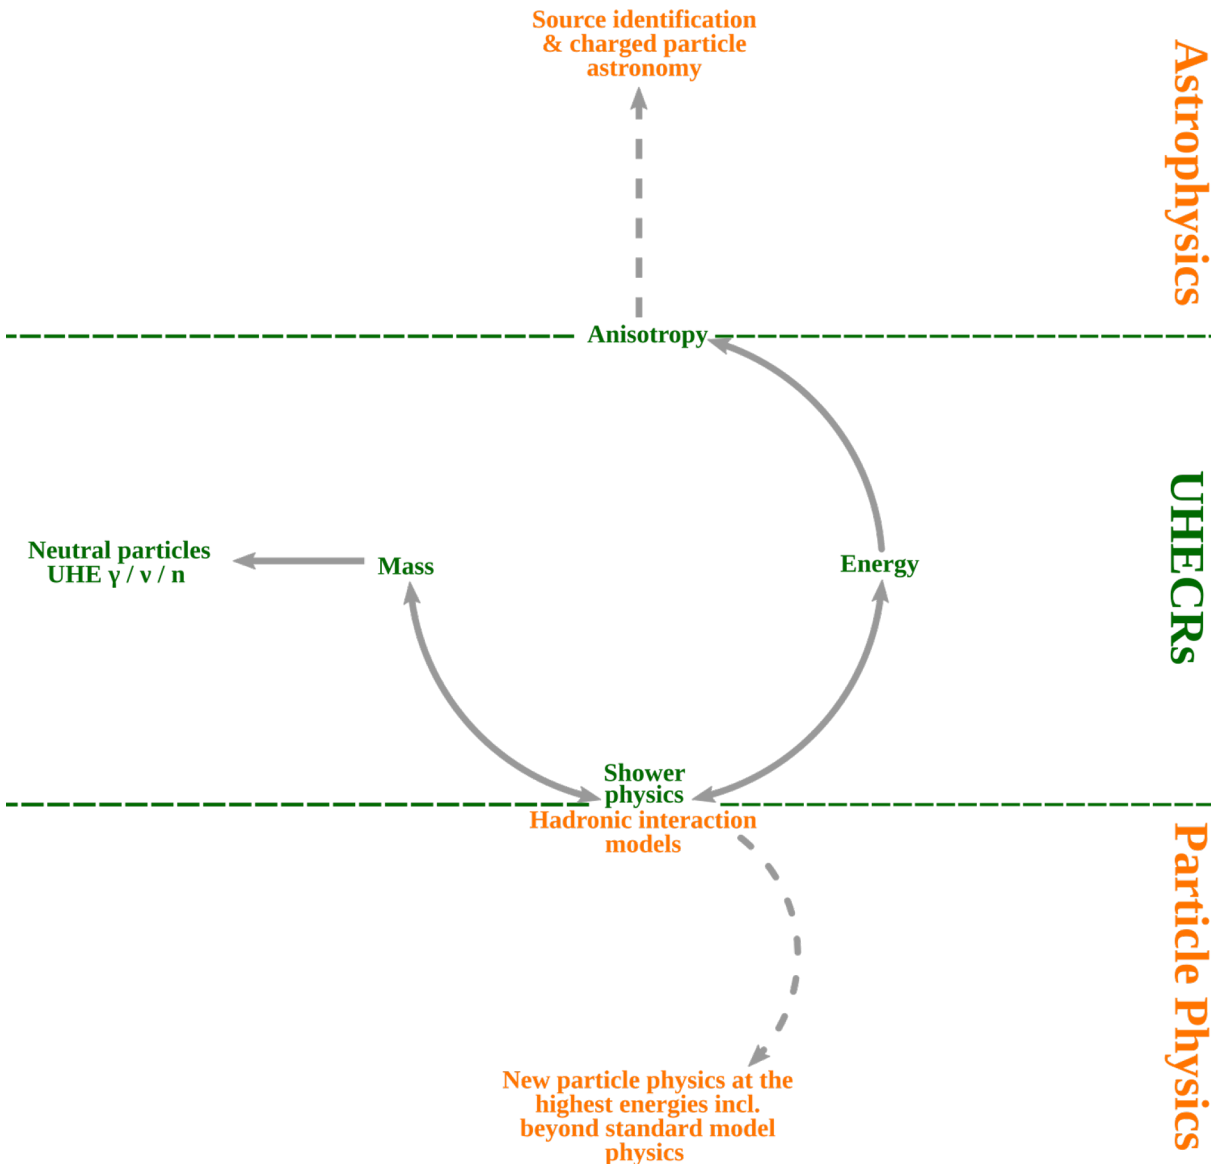 Source identification
& charged particle
astronomy
Astrophysics
Anisotropy
UHECRs
Neutral particles
UHE γ / ν / n
Mass
Energy
Shower
physics
Hadronic interaction
models
Particle Physics
New particle physics at the
highest energies incl.
beyond standard model
physics